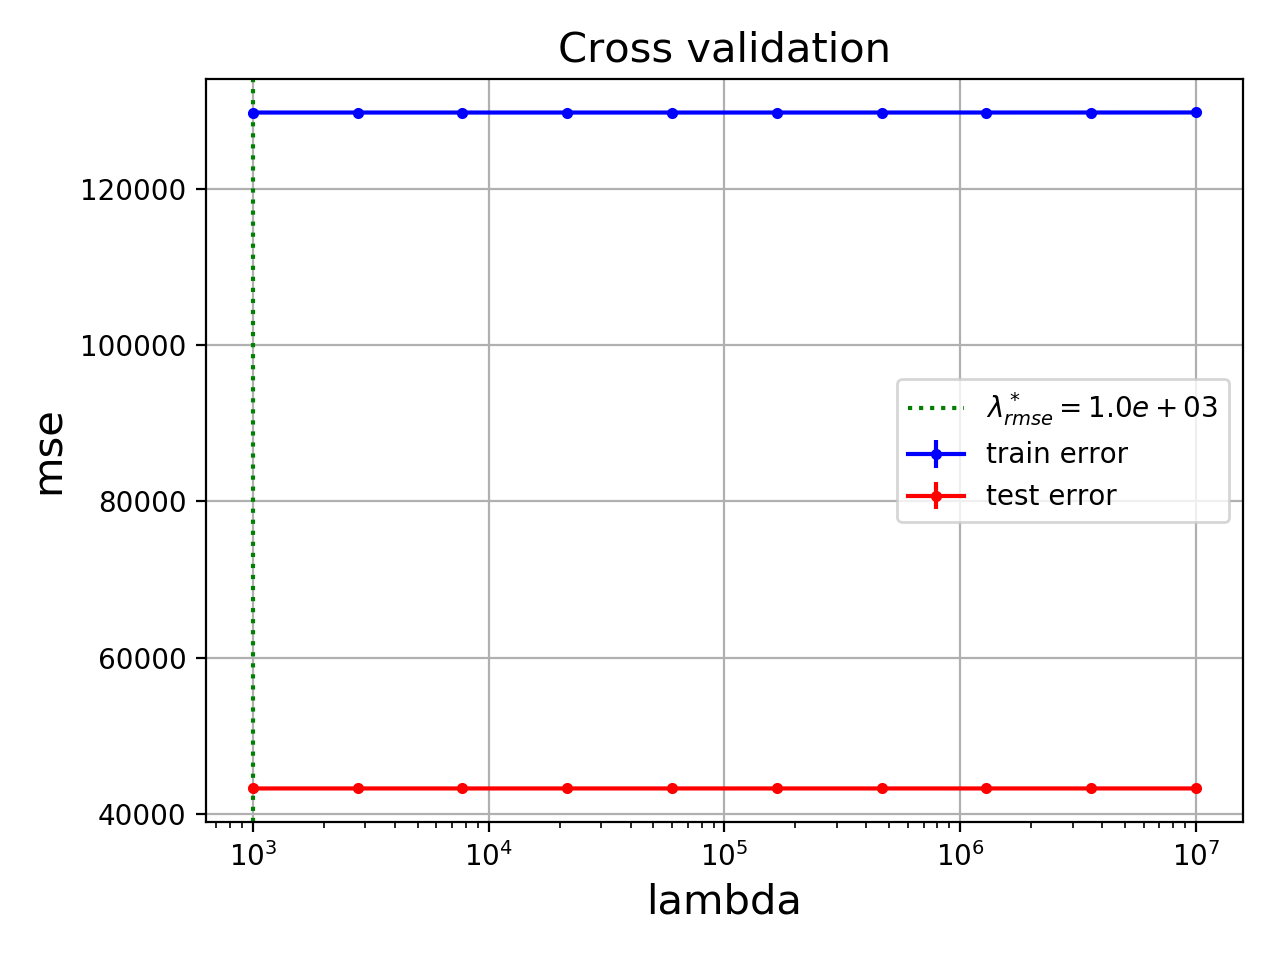 Cross validation
mse
120000
100000
80000
60000
40000
λ*rmse = 1.0e + 03
train error
test error
10³ 10⁴ 10⁵ 10⁶ 10⁷
lambda